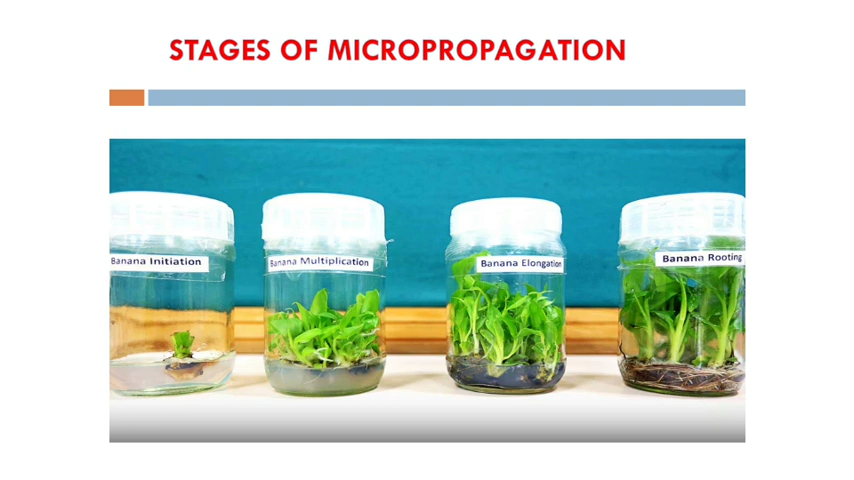 STAGES OF MICROPROPAGATION
Banana Initiation
Banana Multiplication
Banana Elongation
Banana Rooting